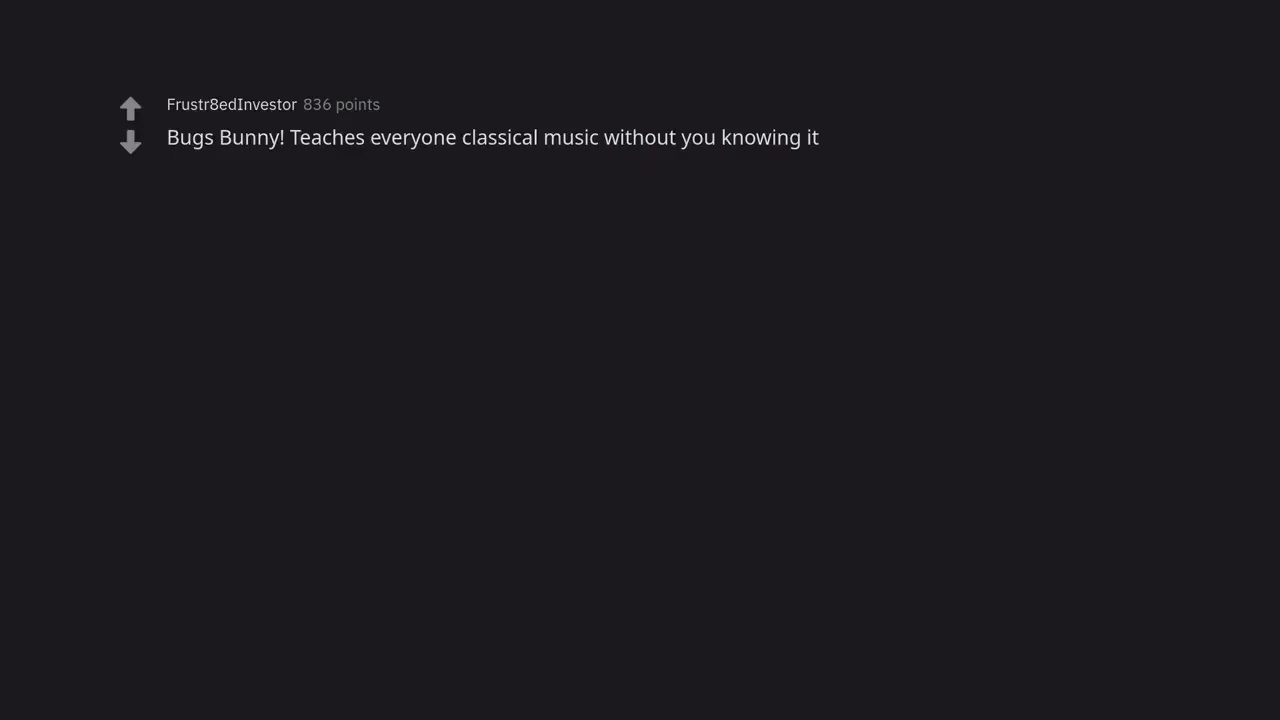 Frustr8edInvestor 836 points
Bugs Bunny! Teaches everyone classical music without you knowing it